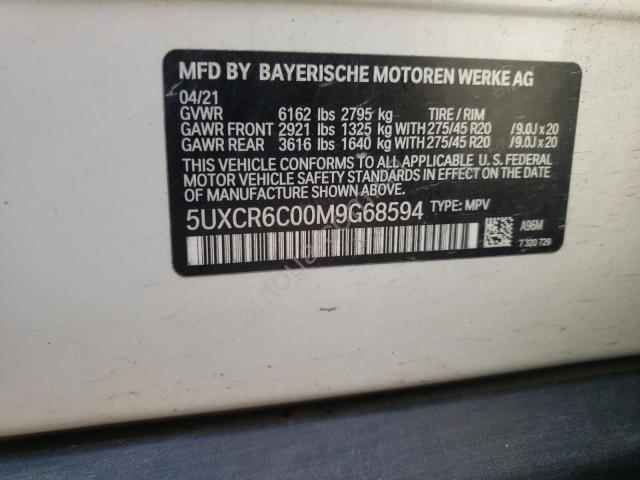 MFD BY BAYERISCHE MOTOREN WERKE AG
04/21
GVWR 6162 lbs 2795 kg TIRE / RIM
GAWR FRONT 2921 lbs 1325 kg WITH 275/45 R20 /9.0J x 20
GAWR REAR 3616 lbs 1640 kg WITH 275/45 R20 /9.0J x 20
THIS VEHICLE CONFORMS TO ALL APPLICABLE U.S. FEDERAL
MOTOR VEHICLE SAFETY STANDARDS IN EFFECT ON THE
DATE OF MANUFACTURE SHOWN ABOVE.
5UXCR6C00M9G68594 TYPE: MPV
A96M
7 320 729